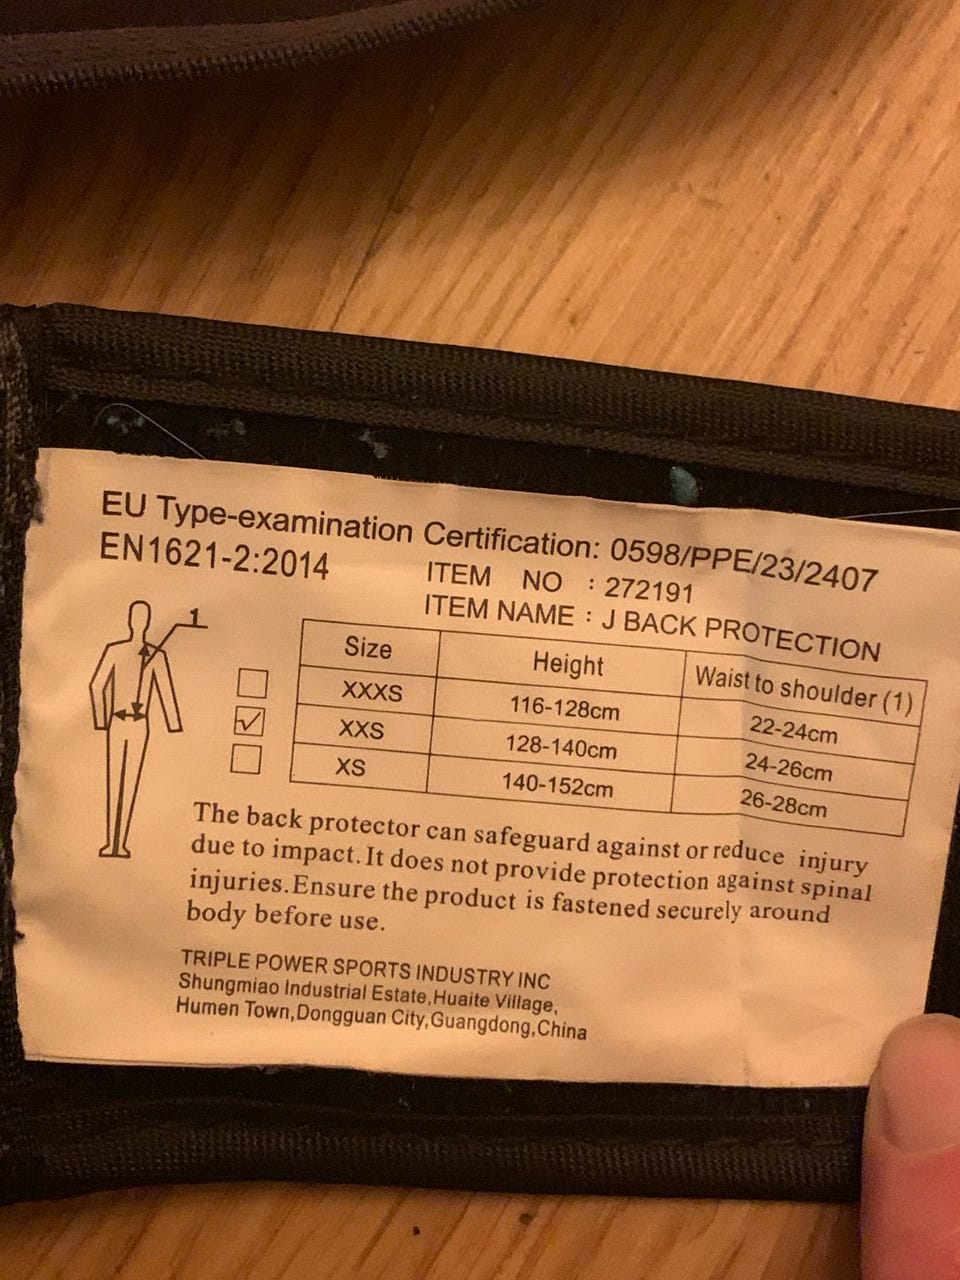 EU Type-examination Certification: 0598/PPE/23/2407
EN1621-2:2014
ITEM NO : 272191
ITEM NAME : J BACK PROTECTION
1
Size Height Waist to shoulder (1)
XXXS 116-128cm 22-24cm
XXS 128-140cm 24-26cm
XS 140-152cm 26-28cm
The back protector can safeguard against or reduce injury
due to impact.It does not provide protection against spinal
injuries.Ensure the product is fastened securely around
body before use.
TRIPLE POWER SPORTS INDUSTRY INC
Shungmiao Industrial Estate,Huaite Village,
Humen Town,Dongguan City,Guangdong,China